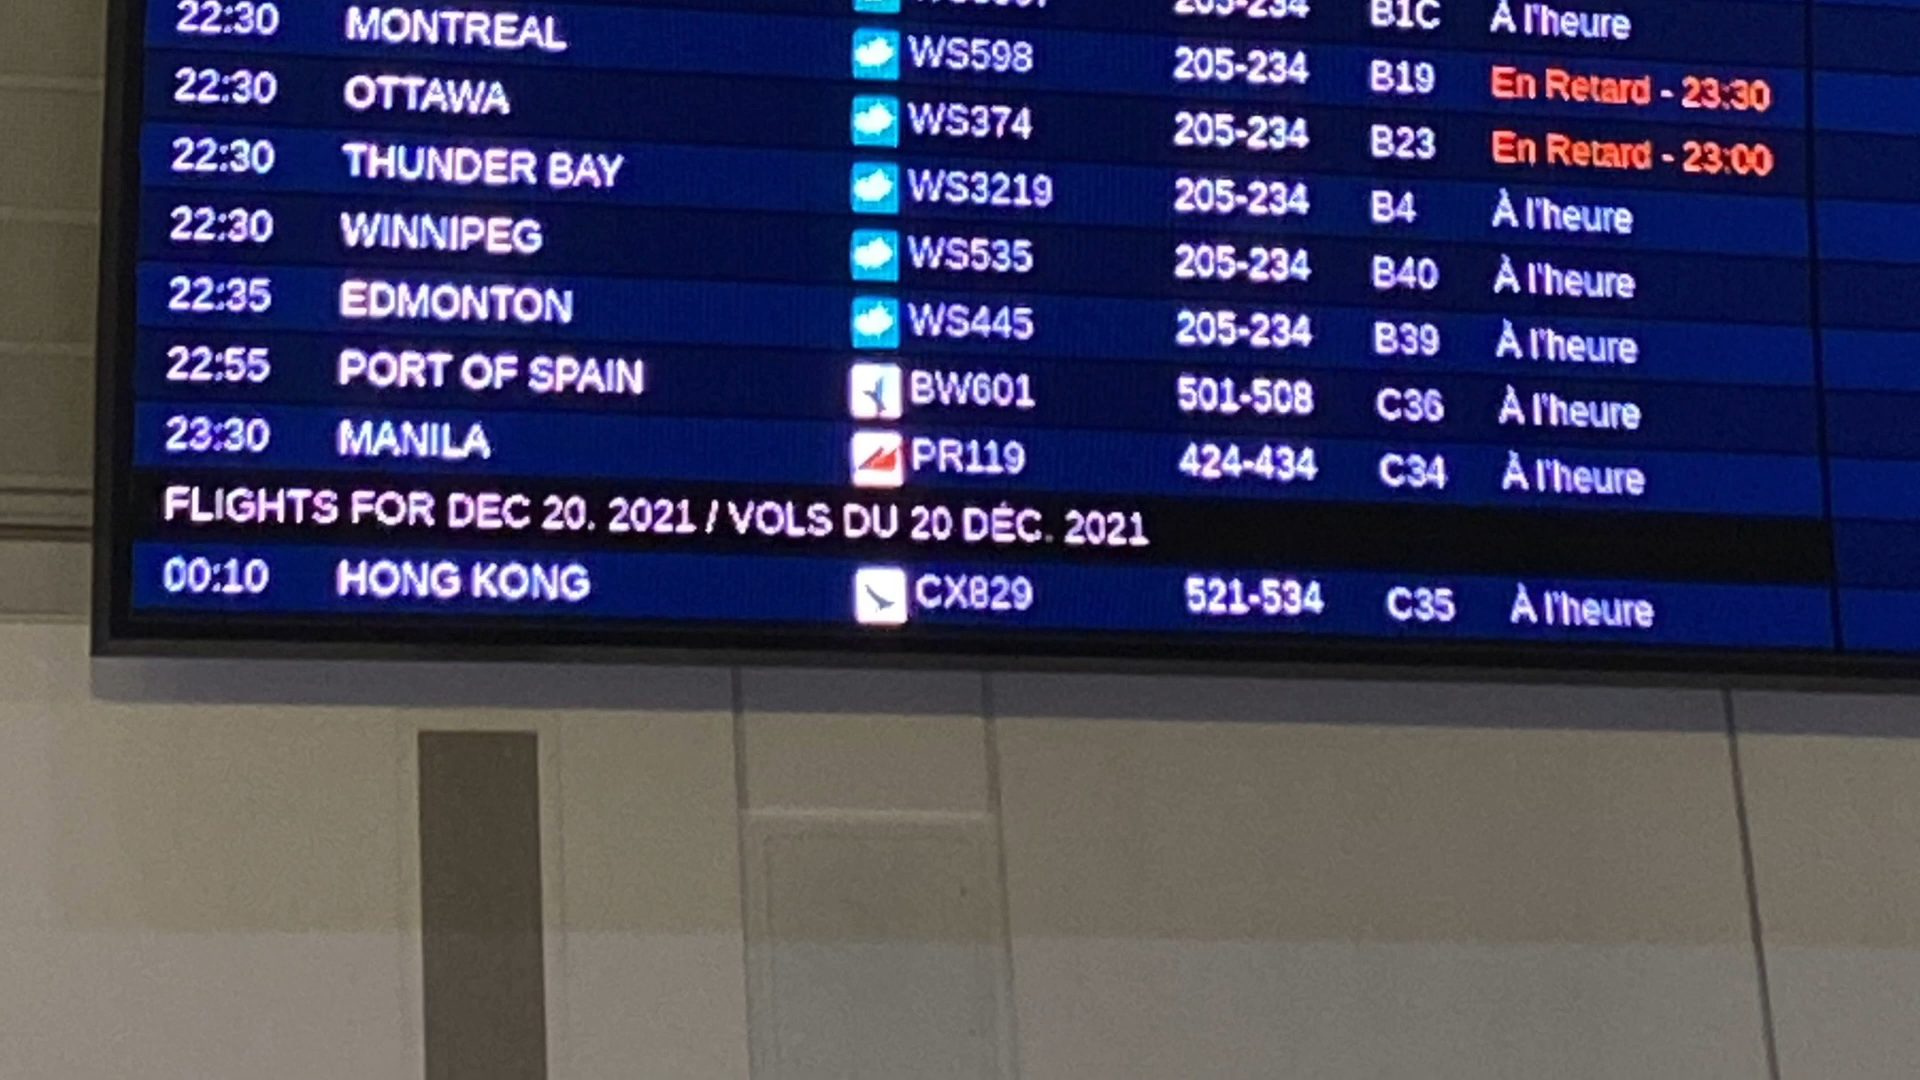 205-234 B1C À l'heure
22:30 MONTREAL WS598 205-234 B19 En Retard - 23:30
22:30 OTTAWA WS374 205-234 B23 En Retard - 23:00
22:30 THUNDER BAY WS3219 205-234 B4 À l'heure
22:30 WINNIPEG WS535 205-234 B40 À l'heure
22:35 EDMONTON WS445 205-234 B39 À l'heure
22:55 PORT OF SPAIN BW601 501-508 C36 À l'heure
23:30 MANILA PR119 424-434 C34 À l'heure
FLIGHTS FOR DEC 20. 2021 / VOLS DU 20 DÉC. 2021
00:10 HONG KONG CX829 521-534 C35 À l'heure